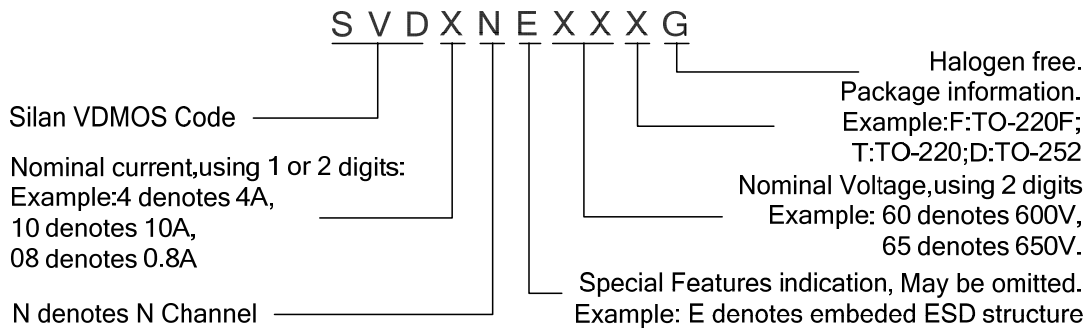 S V D X N E X X X G
Halogen free.
Package information.
Example:F:TO-220F;
T:TO-220;D:TO-252
Silan VDMOS Code
Nominal current,using 1 or 2 digits:
Example:4 denotes 4A,
10 denotes 10A,
08 denotes 0.8A
Nominal Voltage,using 2 digits
Example: 60 denotes 600V,
65 denotes 650V.
Special Features indication, May be omitted.
Example: E denotes embeded ESD structure
N denotes N Channel